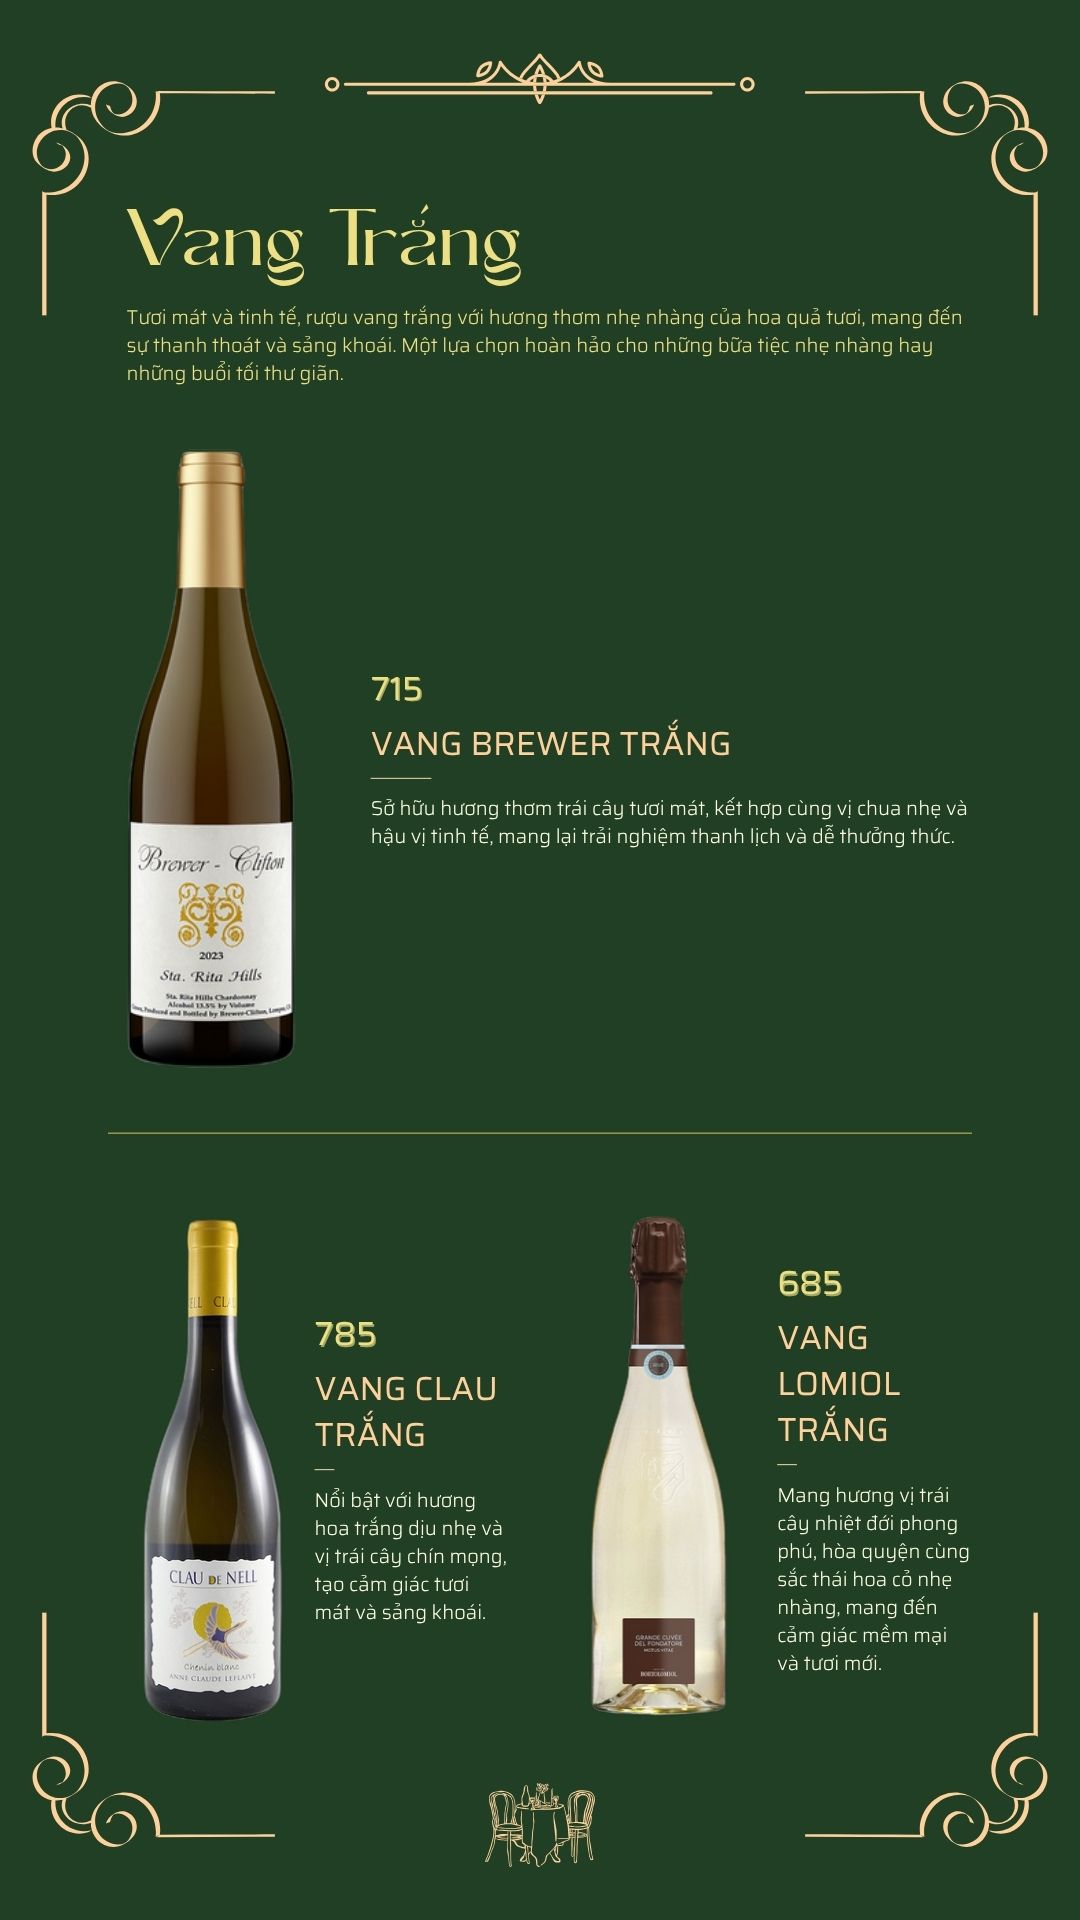 Vang Trắng
Tươi mát và tinh tế, rượu vang trắng với hương thơm nhẹ nhàng của hoa quả tươi, mang đến
sự thanh thoát và sảng khoái. Một lựa chọn hoàn hảo cho những bữa tiệc nhẹ nhàng hay
những buổi tối thư giãn.
715
VANG BREWER TRẮNG
Sở hữu hương thơm trái cây tươi mát, kết hợp cùng vị chua nhẹ và
hậu vị tinh tế, mang lại trải nghiệm thanh lịch và dễ thưởng thức.
Brewer - Clifton
2023
Sta. Rita Hills
Sta. Rita Hills Chardonnay
Alcohol 13.5% by Volume
Produced and Bottled by Brewer-Clifton,
785
VANG CLAU
TRẮNG
Nổi bật với hương
hoa trắng dịu nhẹ và
vị trái cây chín mọng,
tạo cảm giác tươi
mát và sảng khoái.
CLAU DE NELL
Chenin blanc
ANNE CLAUDE LEFLAIVE
685
VANG
LOMIOL
TRẮNG
Mang hương vị trái
cây nhiệt đới phong
phú, hòa quyện cùng
sắc thái hoa cỏ nhẹ
nhàng, mang đến
cảm giác mềm mại
và tươi mới.
GRANDE CUVÉE
DEL FONDATORE
MOTUS VITAE
BORTOLOMIOL